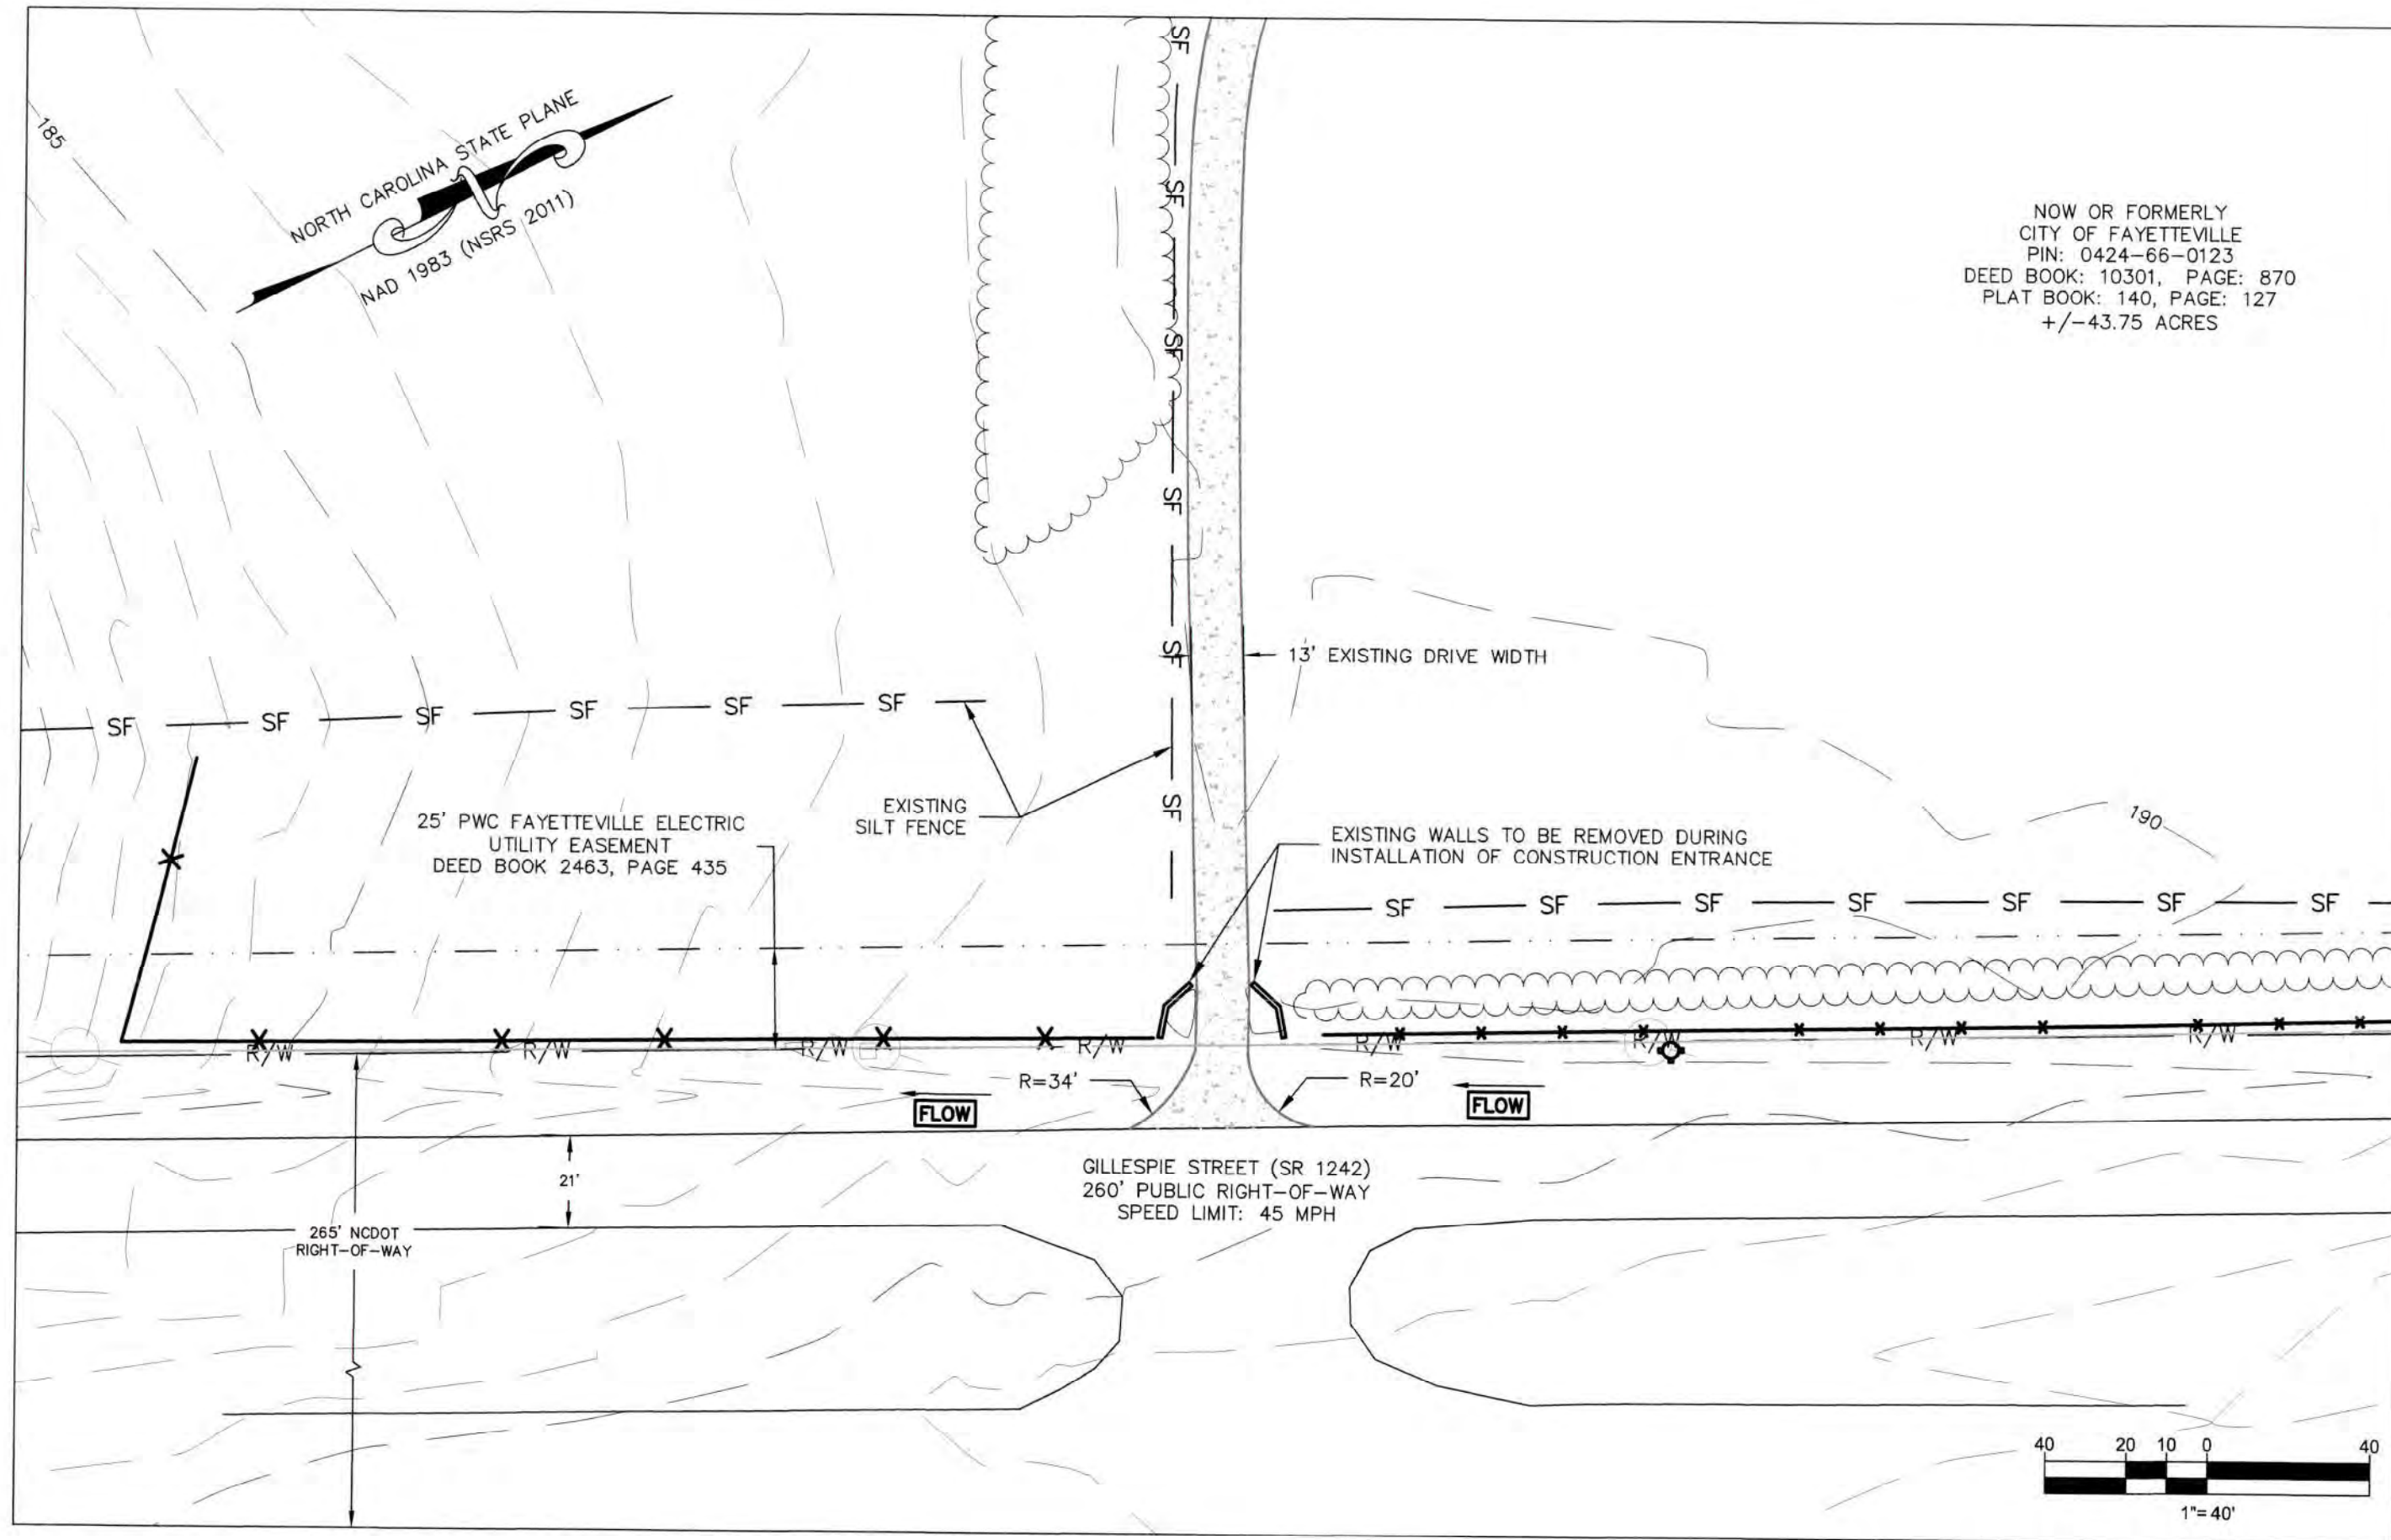 185
NORTH CAROLINA STATE PLANE
NAD 1983 (NSRS 2011)
SF
SF
SF
SF
SF
SF
NOW OR FORMERLY
CITY OF FAYETTEVILLE
PIN: 0424-66-0123
DEED BOOK: 10301, PAGE: 870
PLAT BOOK: 140, PAGE: 127
+/-43.75 ACRES
13' EXISTING DRIVE WIDTH
SF SF SF SF SF SF
EXISTING
SILT FENCE
25' PWC FAYETTEVILLE ELECTRIC
UTILITY EASEMENT
DEED BOOK 2463, PAGE 435
EXISTING WALLS TO BE REMOVED DURING
INSTALLATION OF CONSTRUCTION ENTRANCE
190
SF SF SF SF SF SF SF
R/W R/W R/W R/W R/W R/W R/W R/W
R=34'
R=20'
FLOW
FLOW
GILLESPIE STREET (SR 1242)
260' PUBLIC RIGHT-OF-WAY
SPEED LIMIT: 45 MPH
21'
265' NCDOT
RIGHT-OF-WAY
40 20 10 0 40
1"=40'